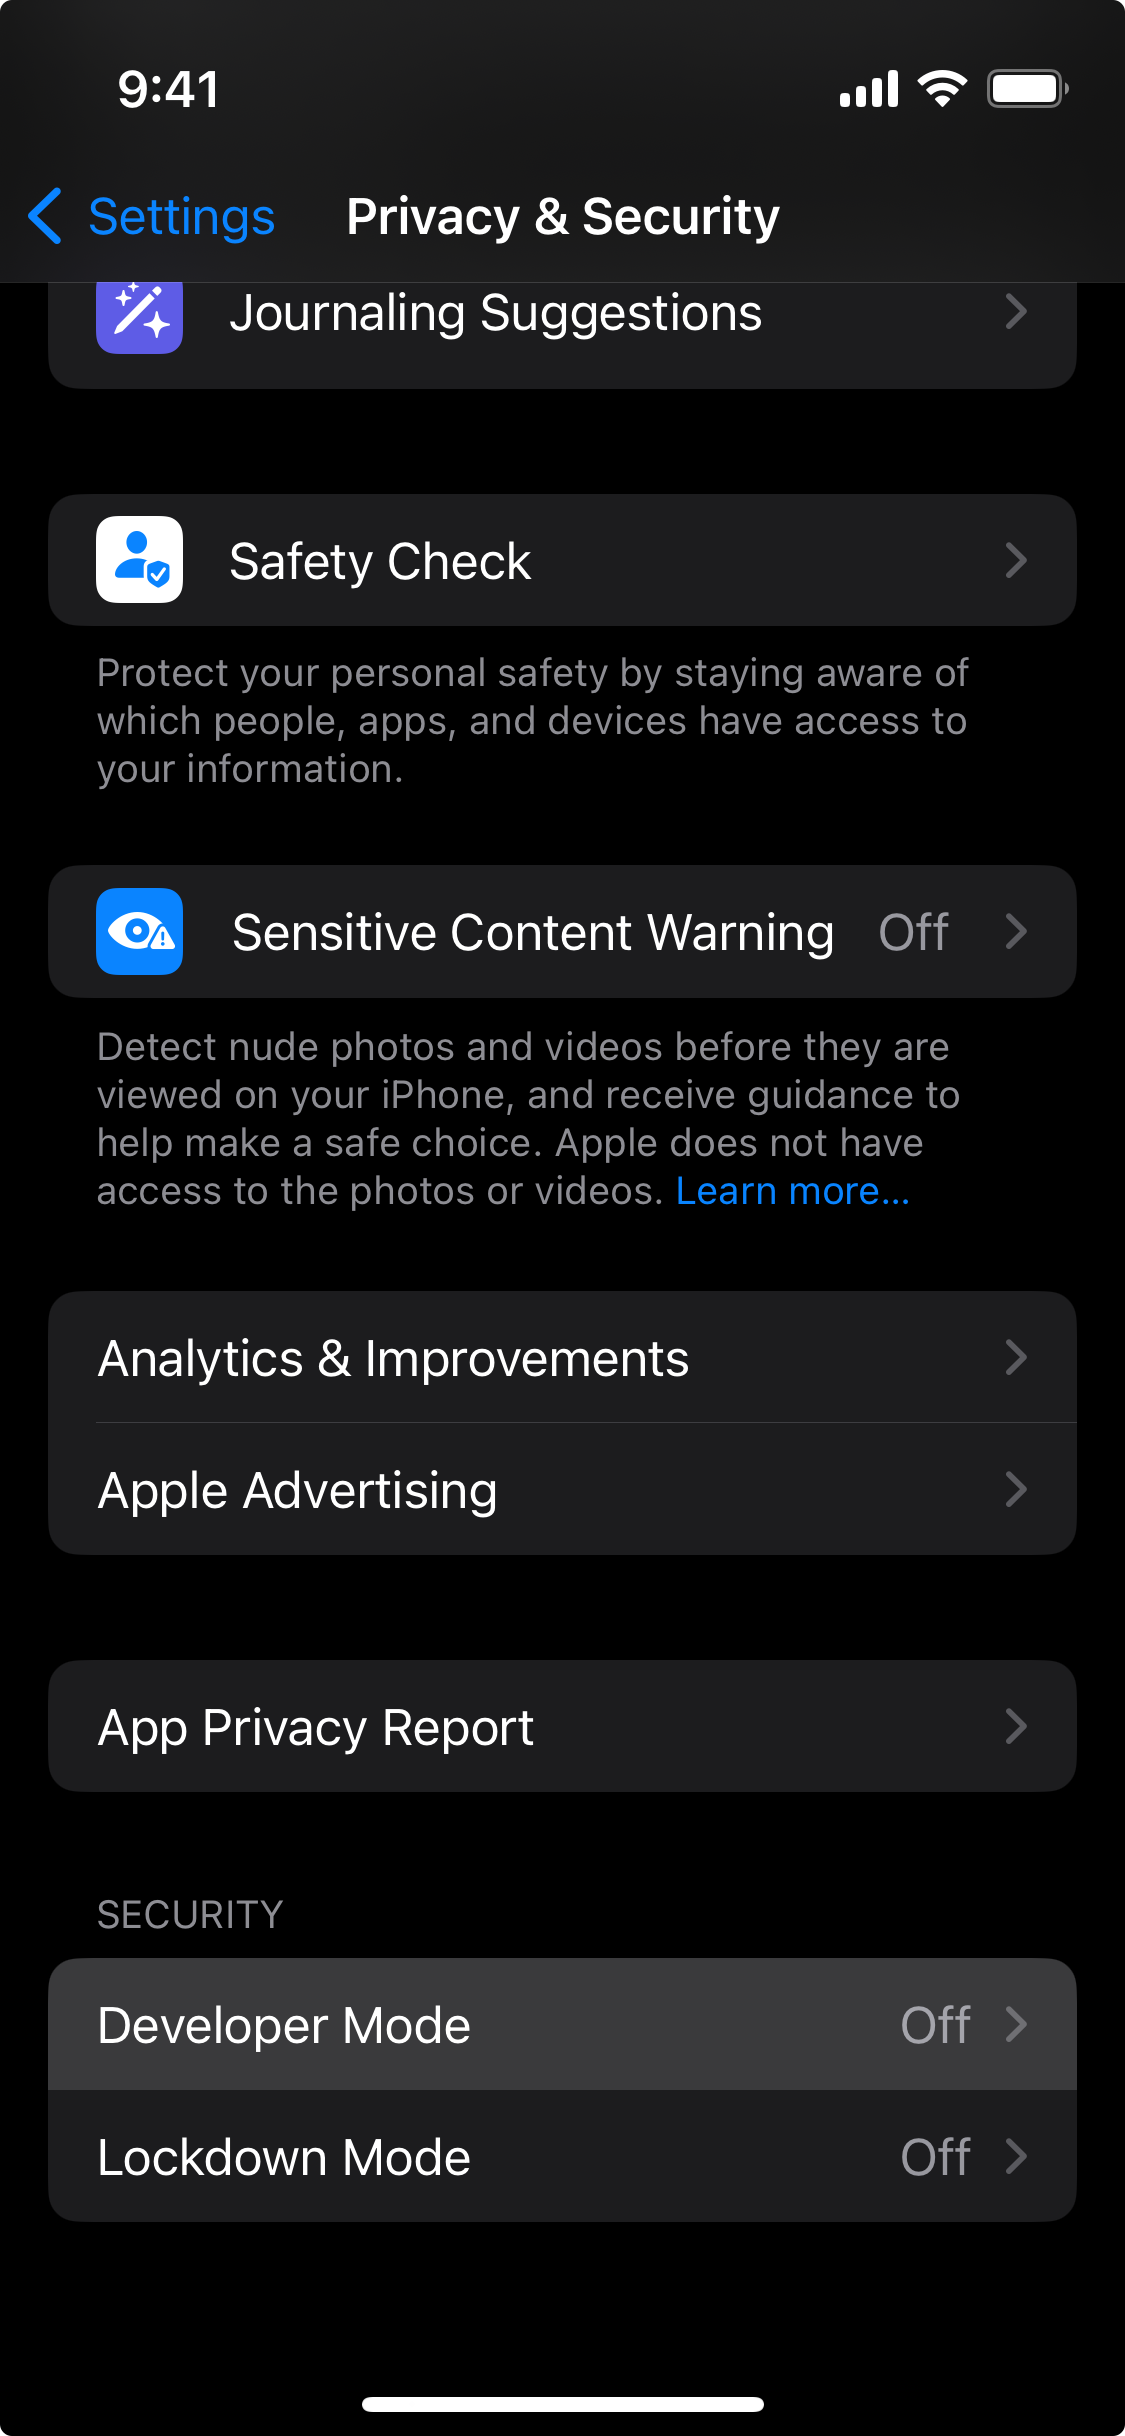 9:41
Settings
Privacy & Security
Journaling Suggestions
Safety Check
Protect your personal safety by staying aware of
which people, apps, and devices have access to
your information.
Sensitive Content Warning Off
Detect nude photos and videos before they are
viewed on your iPhone, and receive guidance to
help make a safe choice. Apple does not have
access to the photos or videos. Learn more...
Analytics & Improvements
Apple Advertising
App Privacy Report
SECURITY
Developer Mode Off
Lockdown Mode Off